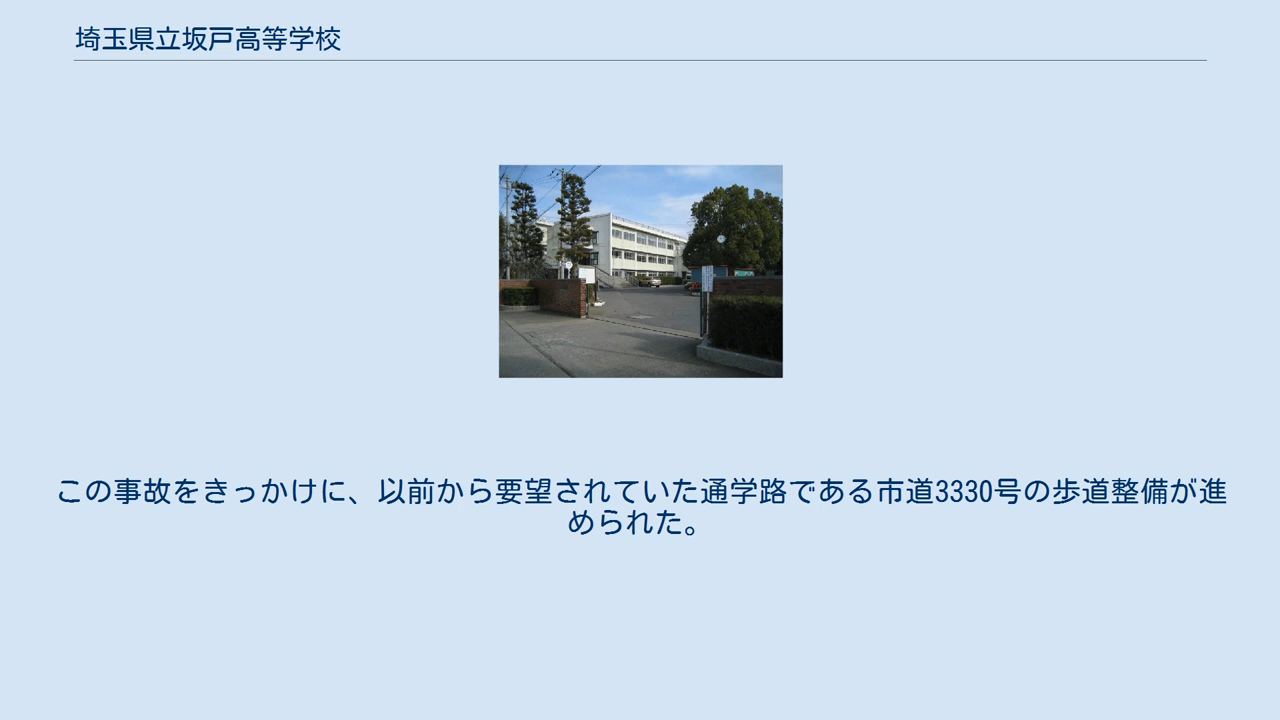 埼玉県立坂戸高等学校
この事故をきっかけに、以前から要望されていた通学路である市道3330号の歩道整備が進
められた。